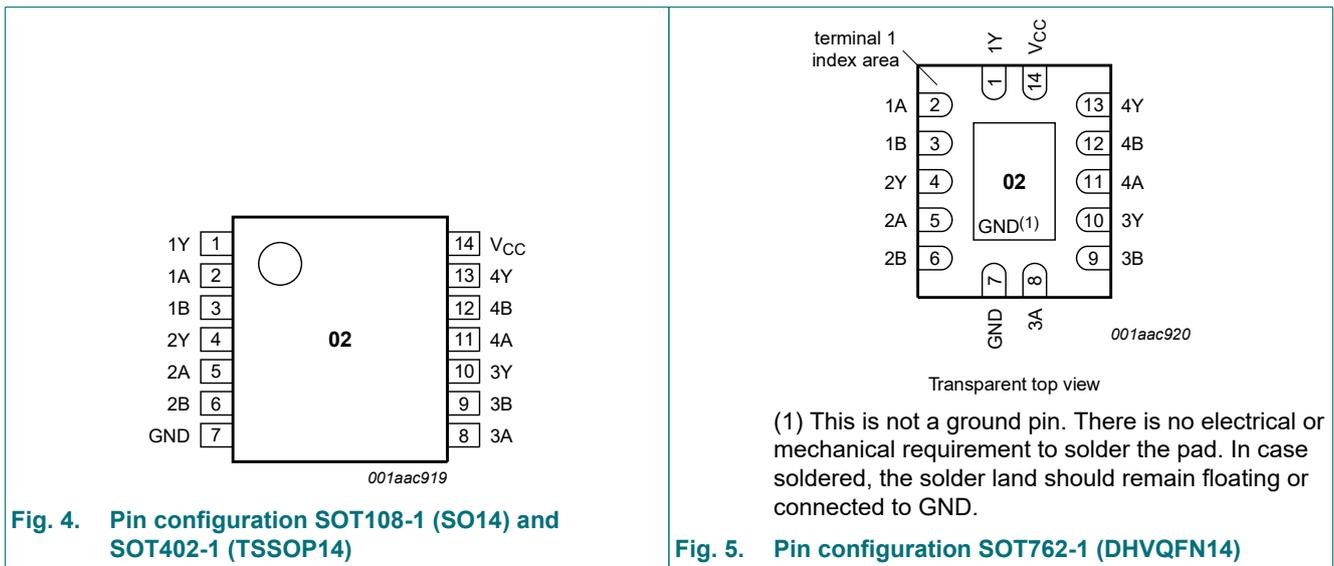 1Y 1
1A 2
1B 3
2Y 4
2A 5
2B 6
GND 7
02
14 VCC
13 4Y
12 4B
11 4A
10 3Y
9 3B
8 3A
001aac919
Fig. 4. Pin configuration SOT108-1 (SO14) and
SOT402-1 (TSSOP14)
terminal 1
index area
1Y
VCC
1
14
1A 2
1B 3
2Y 4
2A 5
2B 6
02
GND(1)
13 4Y
12 4B
11 4A
10 3Y
9 3B
7
8
GND
3A
001aac920
Transparent top view
(1) This is not a ground pin. There is no electrical or
mechanical requirement to solder the pad. In case
soldered, the solder land should remain floating or
connected to GND.
Fig. 5. Pin configuration SOT762-1 (DHVQFN14)